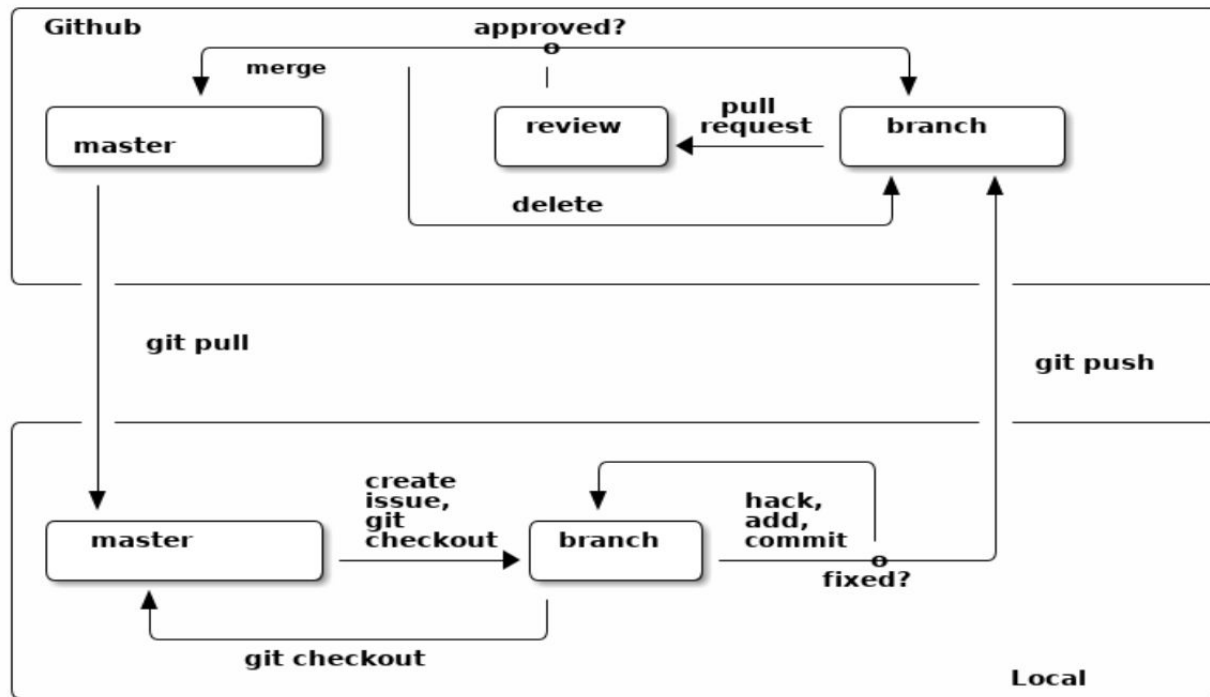 Github
approved?
merge
master
review
pull
request
branch
delete
git pull
git push
create
issue,
git
checkout
hack,
add,
commit
master
branch
fixed?
git checkout
Local